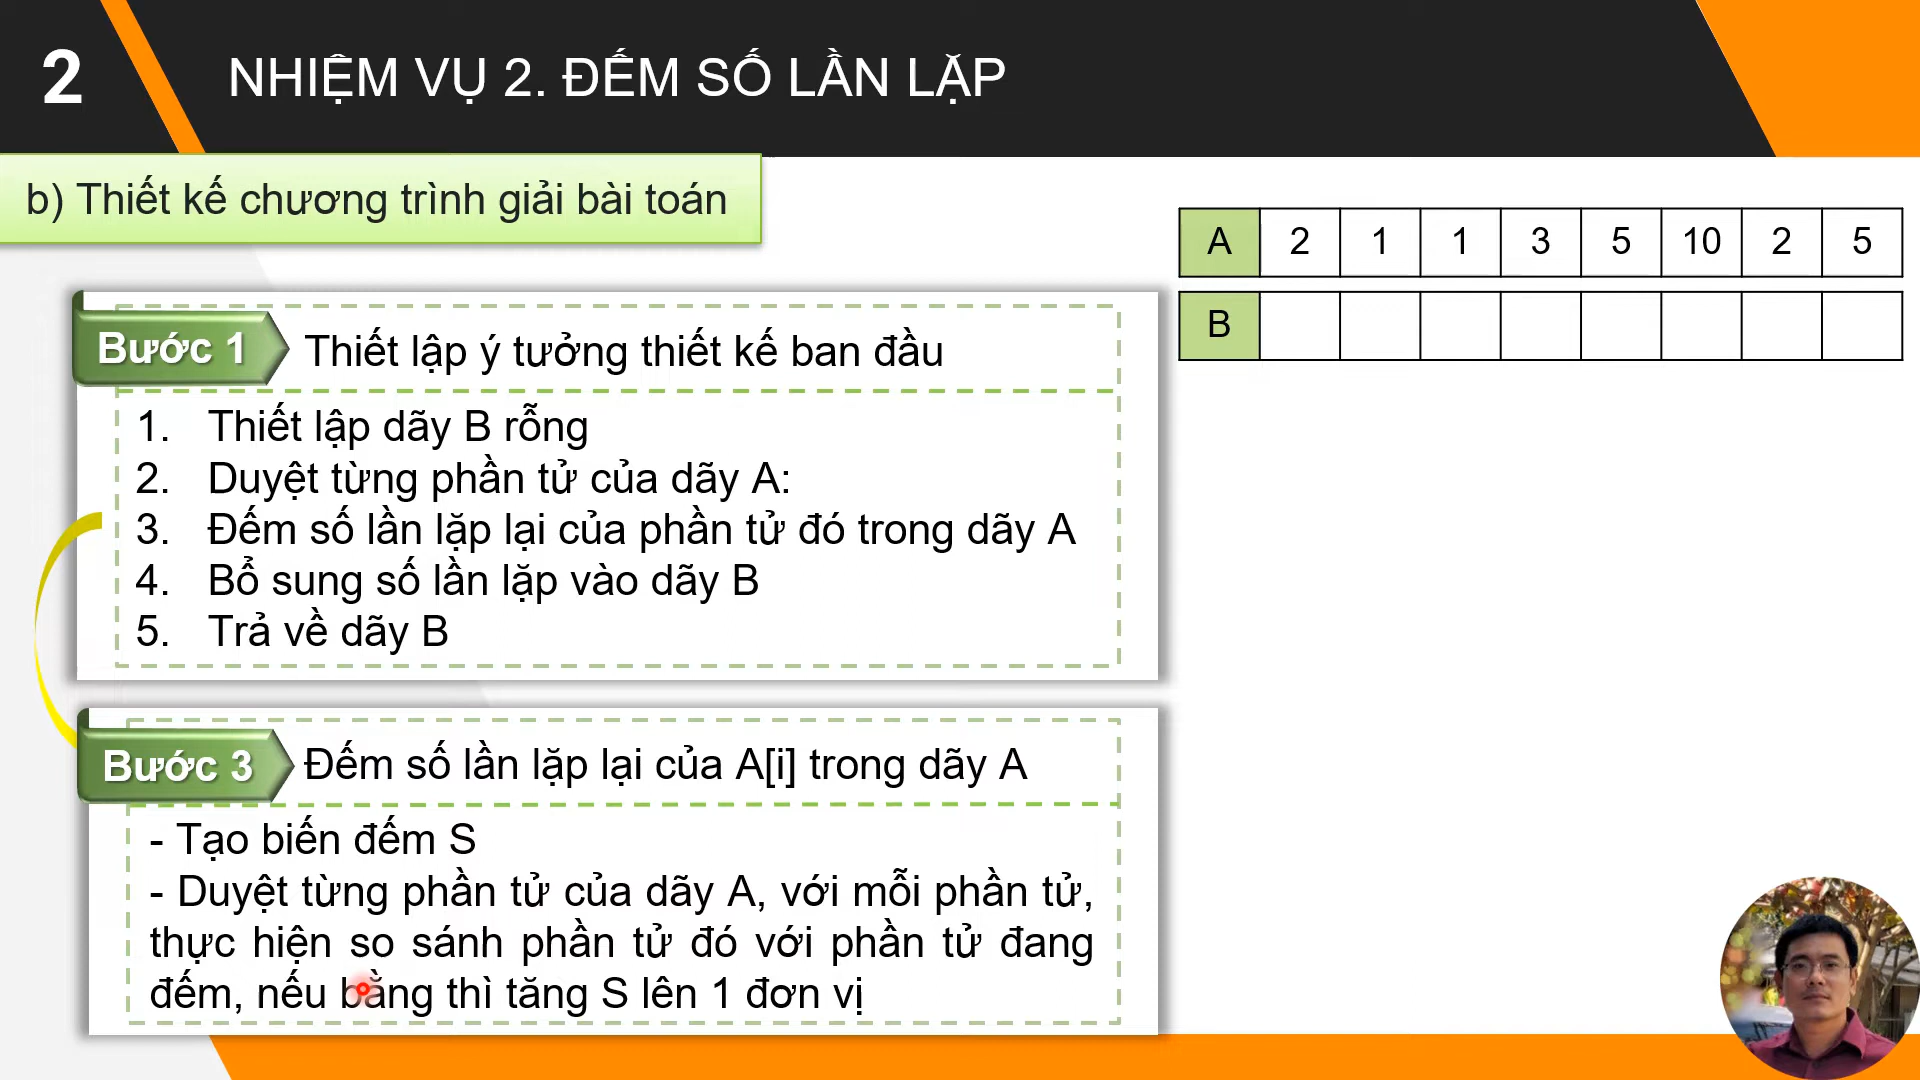 2
NHIỆM VỤ 2. ĐẾM SỐ LẦN LẶP
b) Thiết kế chương trình giải bài toán
A 2 1 1 3 5 10 2 5
B
Bước 1
Thiết lập ý tưởng thiết kế ban đầu
1. Thiết lập dãy B rỗng
2. Duyệt từng phần tử của dãy A:
3. Đếm số lần lặp lại của phần tử đó trong dãy A
4. Bổ sung số lần lặp vào dãy B
5. Trả về dãy B
Bước 3
Đếm số lần lặp lại của A[i] trong dãy A
- Tạo biến đếm S
- Duyệt từng phần tử của dãy A, với mỗi phần tử,
thực hiện so sánh phần tử đó với phần tử đang
đếm, nếu bằng thì tăng S lên 1 đơn vị